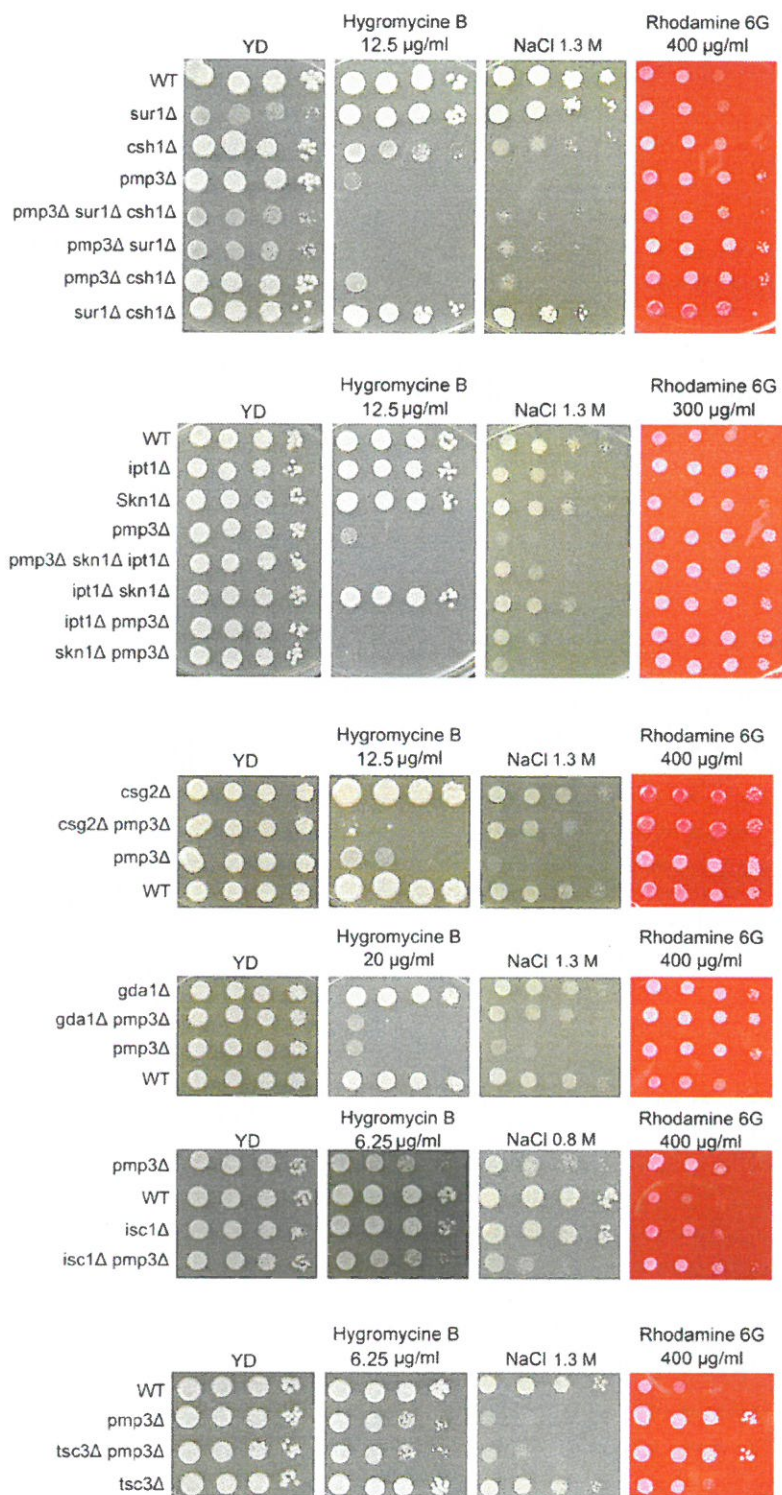 YD
Hygromycine B
12.5 µg/ml
NaCl 1.3 M
Rhodamine 6G
400 µg/ml
WT
sur1Δ
csh1Δ
pmp3Δ
pmp3Δ sur1Δ csh1Δ
pmp3Δ sur1Δ
pmp3Δ csh1Δ
sur1Δ csh1Δ
YD
Hygromycine B
12.5 µg/ml
NaCl 1.3 M
Rhodamine 6G
300 µg/ml
WT
ipt1Δ
Skn1Δ
pmp3Δ
pmp3Δ skn1Δ ipt1Δ
ipt1Δ skn1Δ
ipt1Δ pmp3Δ
skn1Δ pmp3Δ
YD
Hygromycine B
12.5 µg/ml
NaCl 1.3 M
Rhodamine 6G
400 µg/ml
csg2Δ
csg2Δ pmp3Δ
pmp3Δ
WT
YD
Hygromycine B
20 µg/ml
NaCl 1.3 M
Rhodamine 6G
400 µg/ml
gda1Δ
gda1Δ pmp3Δ
pmp3Δ
WT
YD
Hygromycin B
6.25 µg/ml
NaCl 0.8 M
Rhodamine 6G
400 µg/ml
pmp3Δ
WT
isc1Δ
isc1Δ pmp3Δ
YD
Hygromycine B
6.25 µg/ml
NaCl 1.3 M
Rhodamine 6G
400 µg/ml
WT
pmp3Δ
tsc3Δ pmp3Δ
tsc3Δ